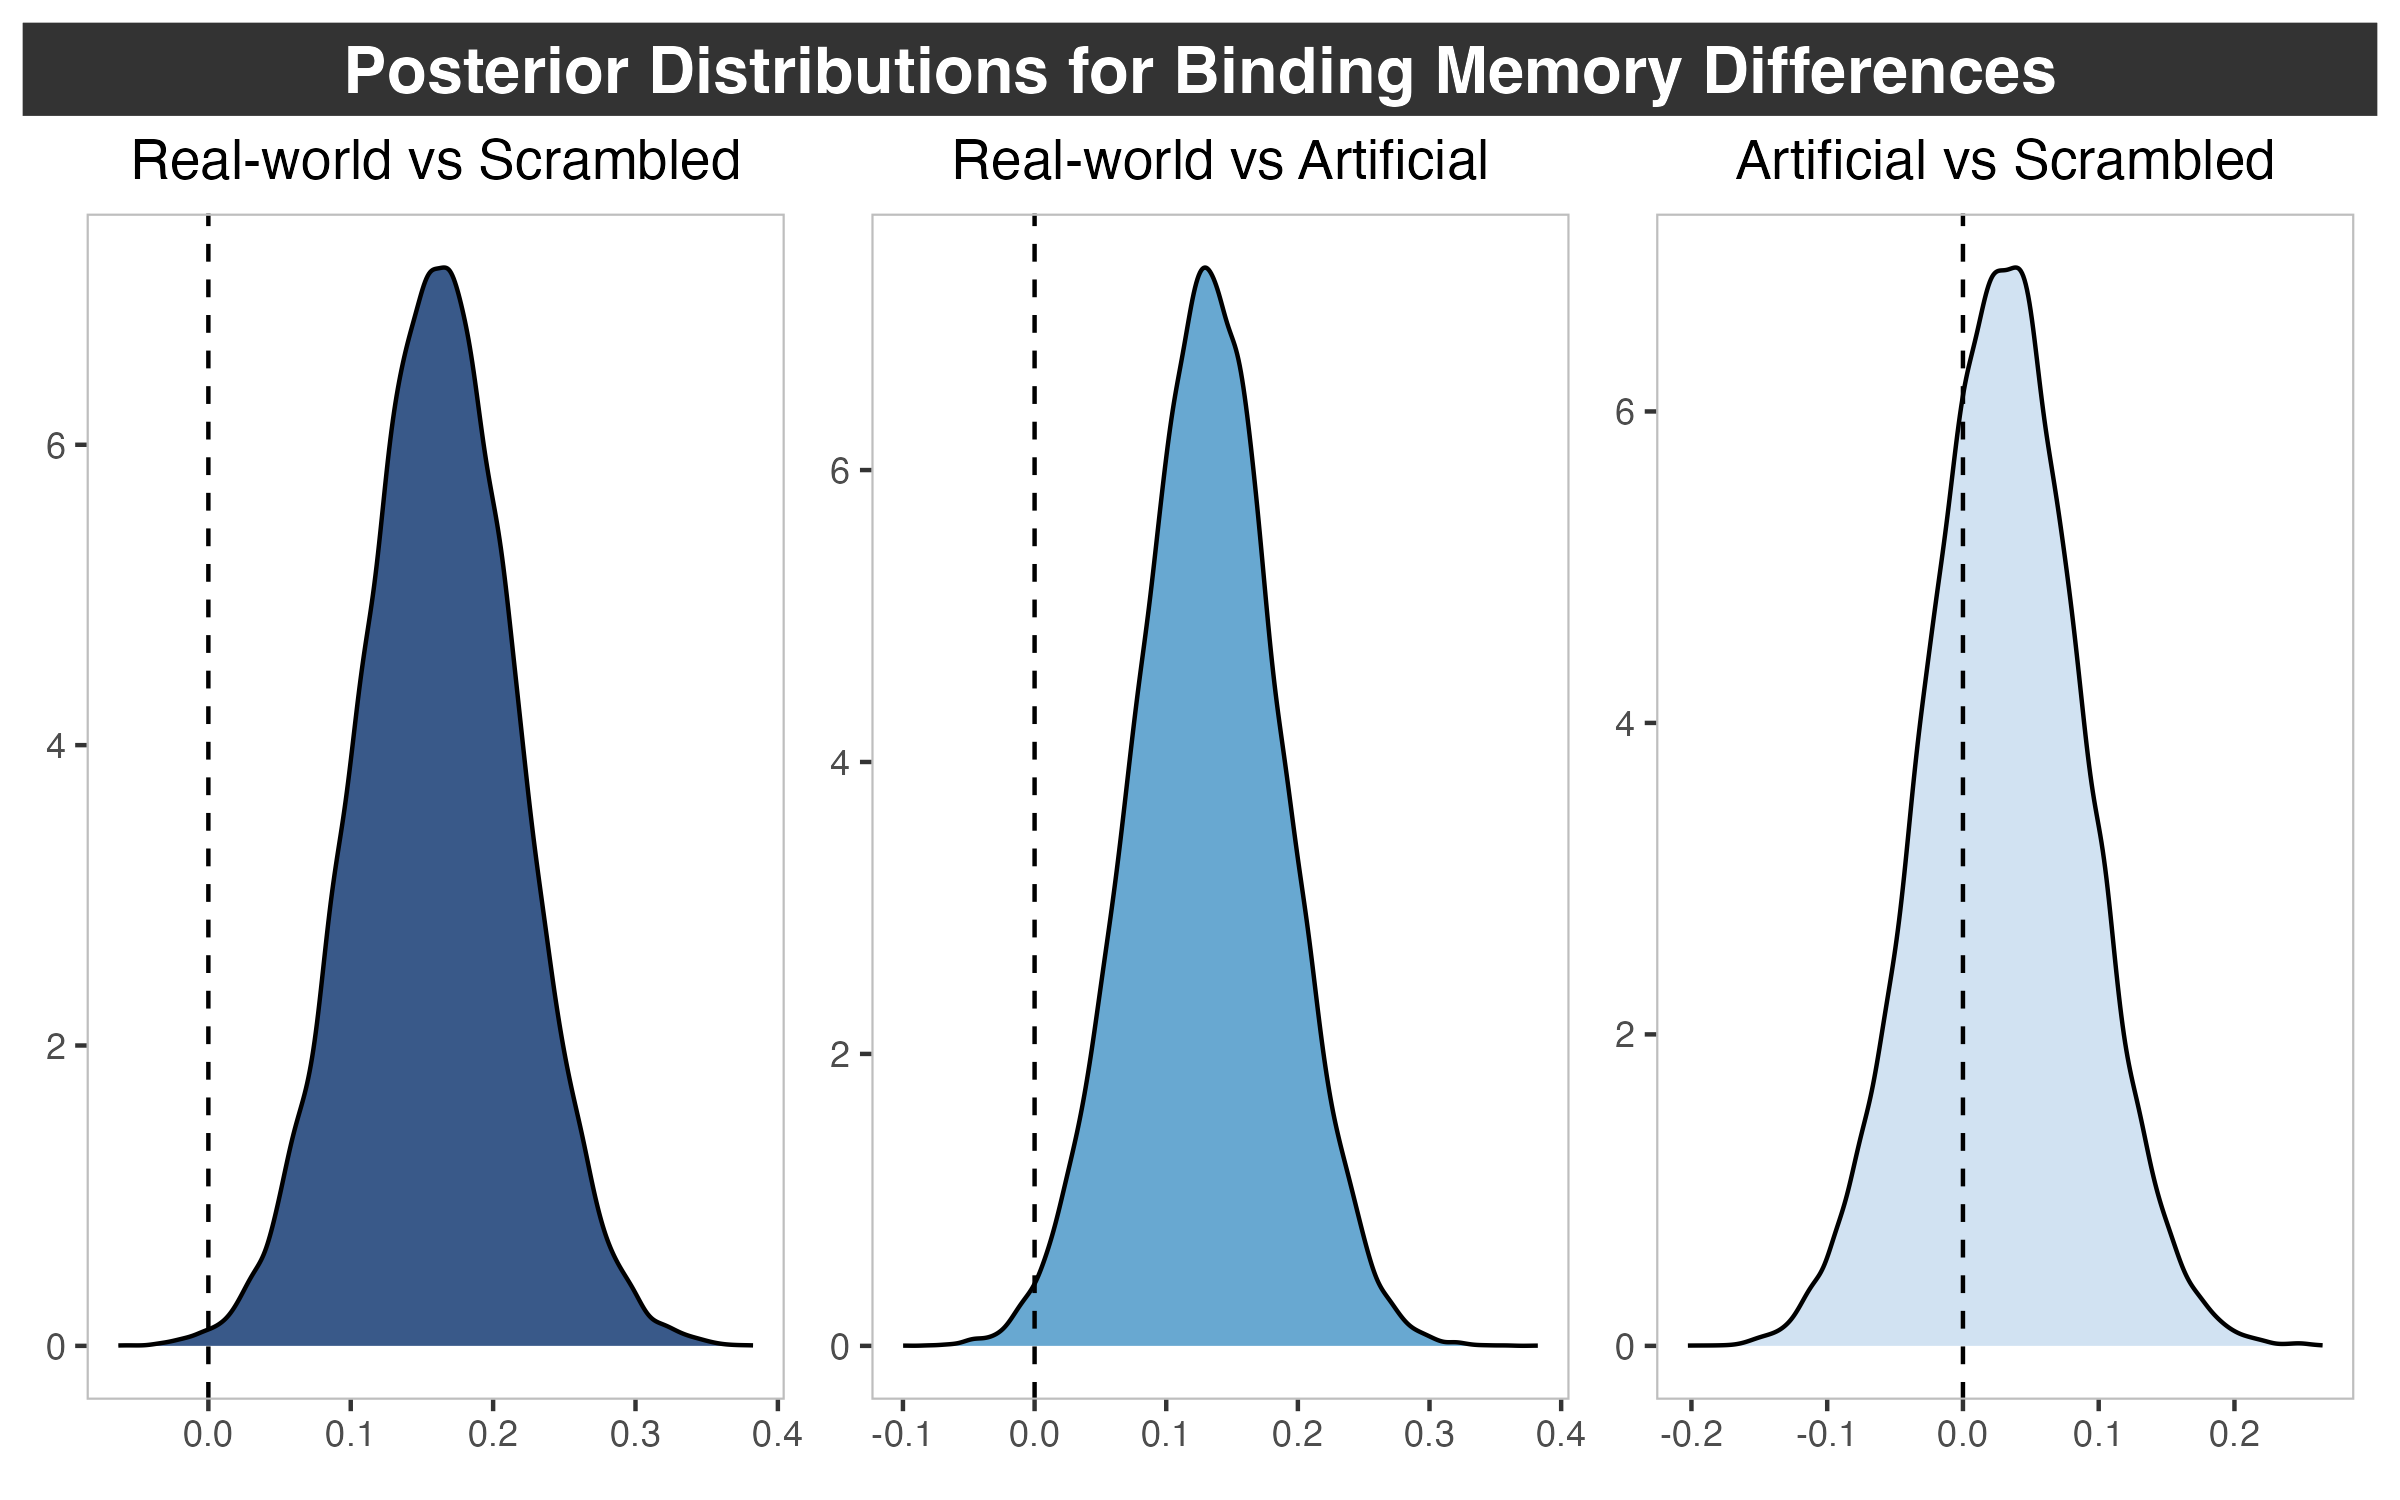 Posterior Distributions for Binding Memory Differences
Real-world vs Scrambled
Real-world vs Artificial
Artificial vs Scrambled
6
4
2
0
0.0 0.1 0.2 0.3 0.4
6
4
2
0
-0.1 0.0 0.1 0.2 0.3 0.4
6
4
2
0
-0.2 -0.1 0.0 0.1 0.2